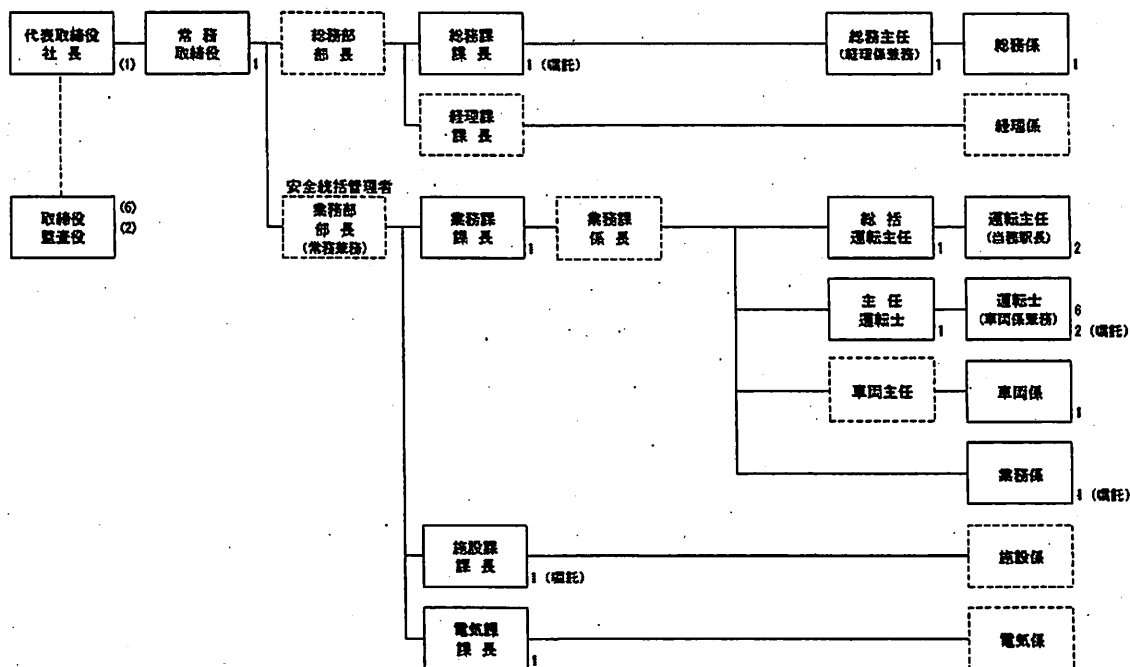 代表取締役
社 長
(1)
常 務
取締役
1
総務部
部 長
総務課
課 長
1 (嘱託)
総務主任
(経理係兼務)
1
総務係
1
経理課
課 長
経理係
取締役
監査役
(6)
(2)
安全統括管理者
業務部
部 長
(常務兼務)
業務課
課 長
1
業務課
係 長
総 括
運転主任
1
運転主任
(当務駅長)
2
主 任
運転士
1
運転士
(車両係兼務)
6
2 (嘱託)
車両主任
車両係
1
業務係
1 (嘱託)
施設課
課 長
1 (嘱託)
施設係
電気課
課 長
1
電気係